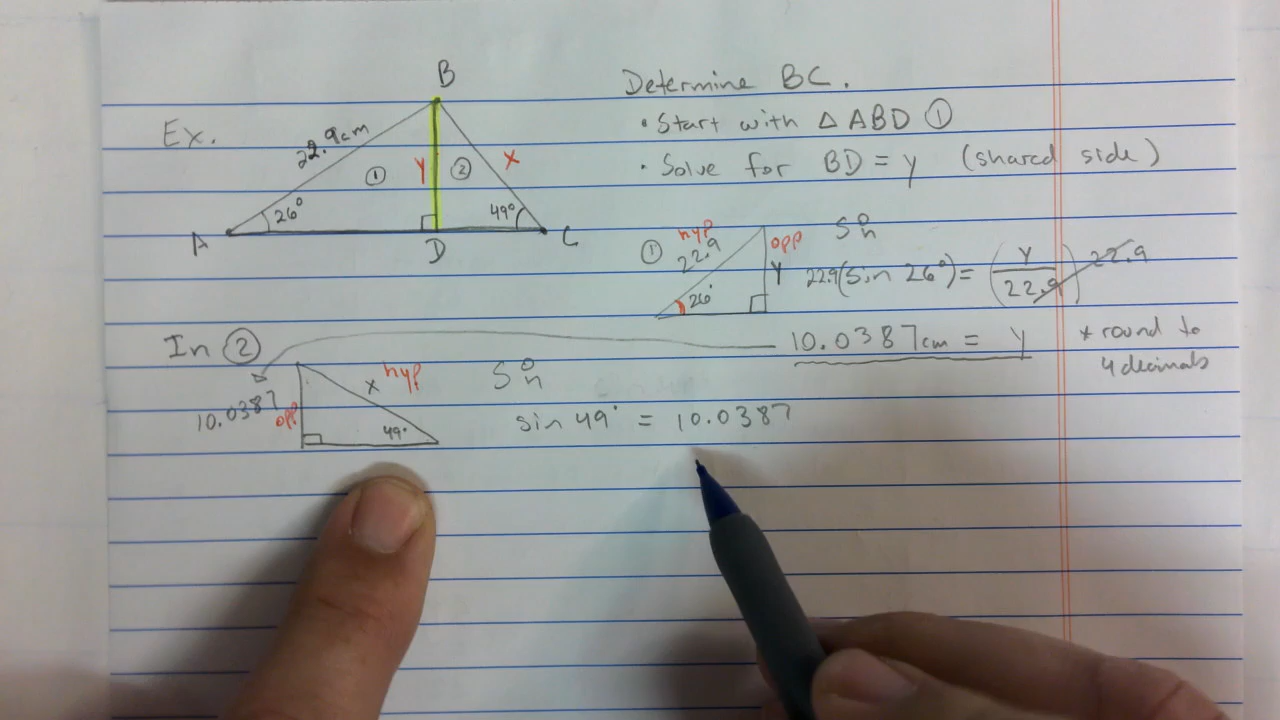 B
Determine BC.
Ex.
22.9cm
• Start with △ ABD ①
① y ② x
• Solve for BD = y (shared side)
26°
49°
A
D
C
① hyp
22.9
opp
y
26°
S o/h
22.9(sin 26°) = (y/22.9) 22.9
In ②
10.0387cm = y
* round to
4 decimals
10.0387
opp
x hyp
49°
S o/h
sin 49° = 10.0387